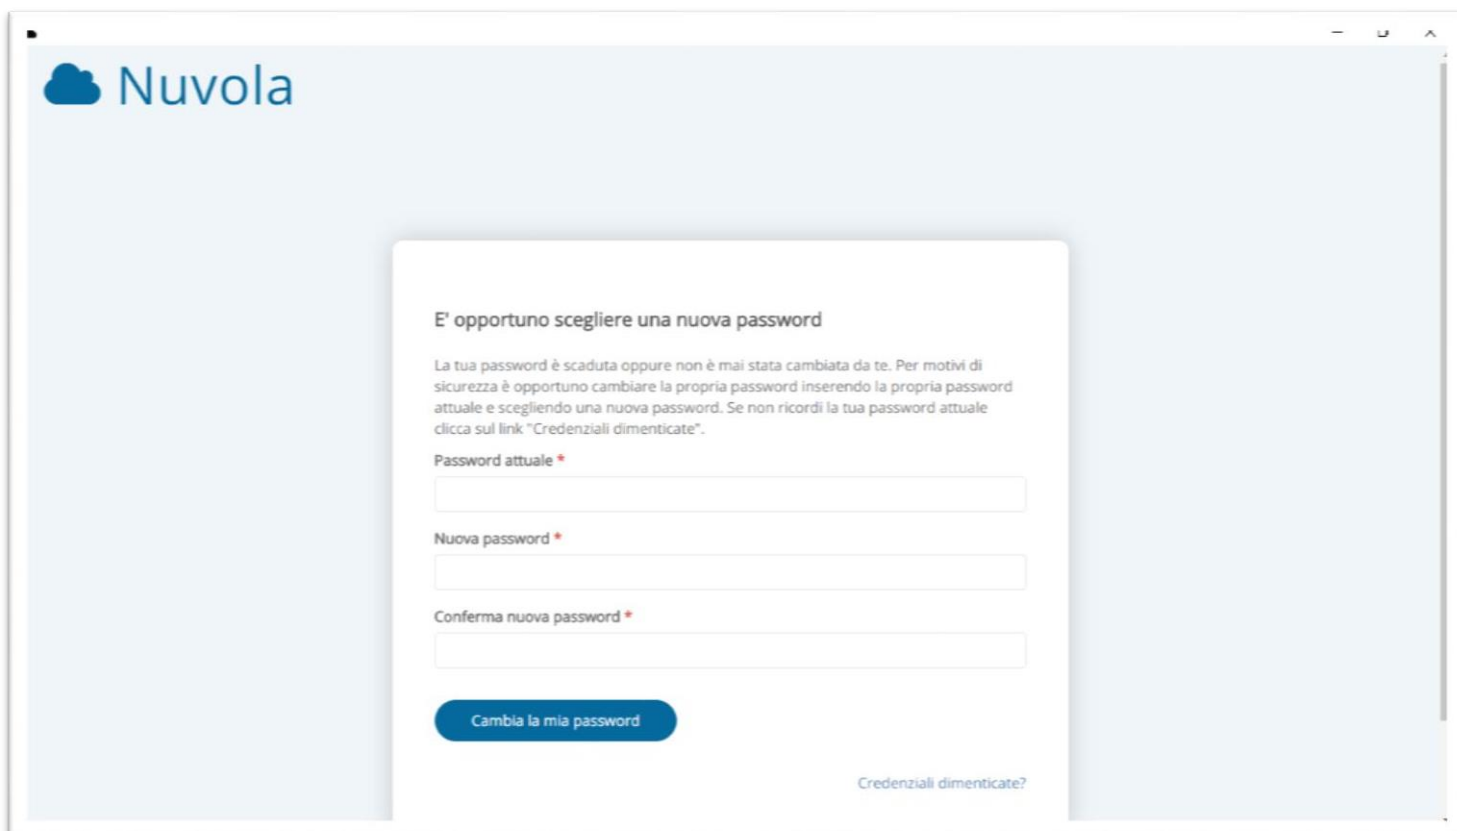 Nuvola
E' opportuno scegliere una nuova password
La tua password è scaduta oppure non è mai stata cambiata da te. Per motivi di
sicurezza è opportuno cambiare la propria password inserendo la propria password
attuale e scegliendo una nuova password. Se non ricordi la tua password attuale
clicca sul link "Credenziali dimenticate".
Password attuale *
Nuova password *
Conferma nuova password *
Cambia la mia password
Credenziali dimenticate?